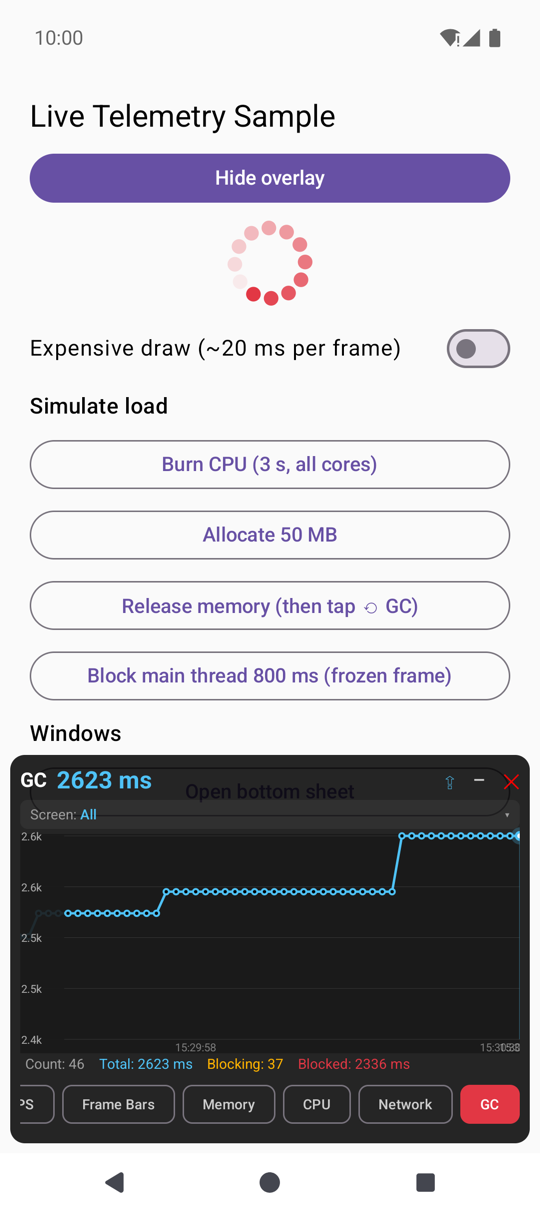 10:00
Live Telemetry Sample
Hide overlay
Expensive draw (~20 ms per frame)
Simulate load
Burn CPU (3 s, all cores)
Allocate 50 MB
Release memory (then tap ⟲ GC)
Block main thread 800 ms (frozen frame)
Windows
GC 2623 ms
Open bottom sheet
Screen: All
2.6k
2.6k
2.5k
2.5k
2.4k
15:29:58
Count: 46 Total: 2623 ms Blocking: 37 Blocked: 2336 ms
PS Frame Bars Memory CPU Network GC